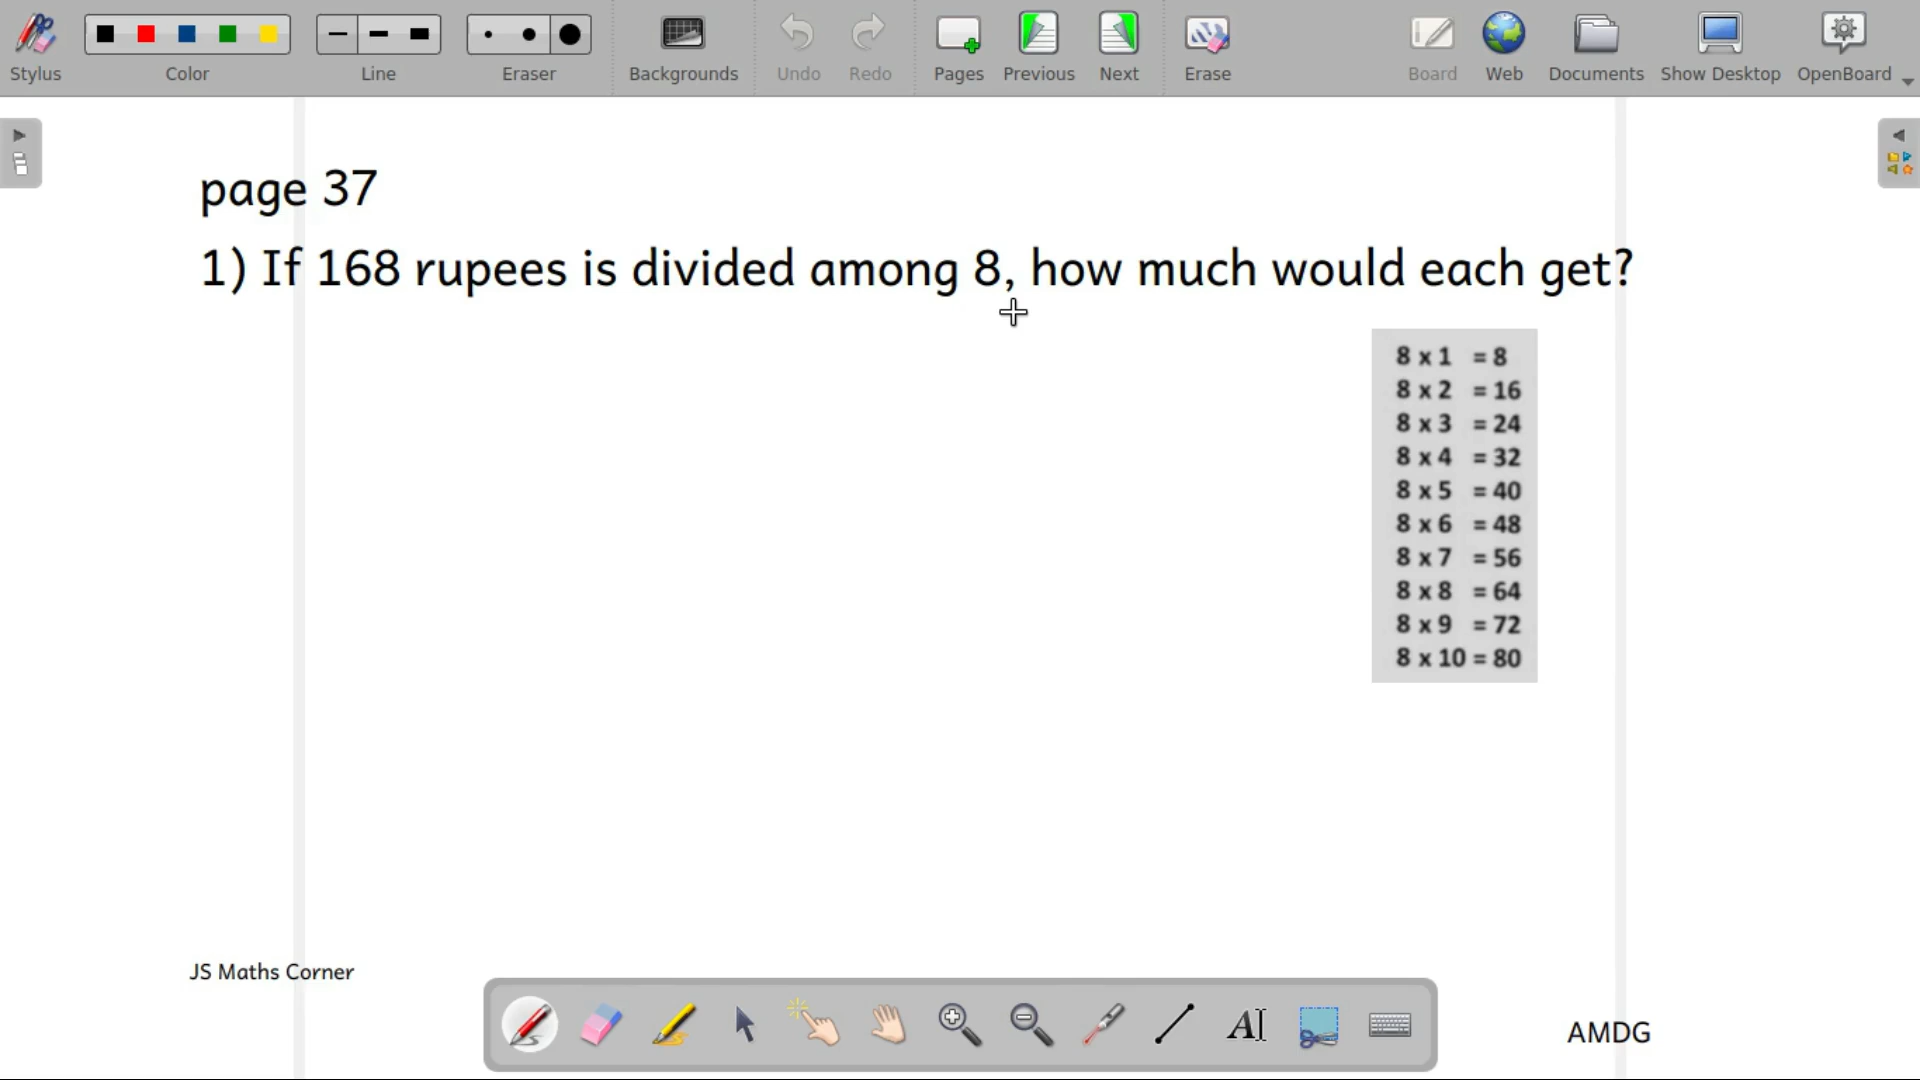 Stylus
Color
Line
Eraser
Backgrounds
Undo
Redo
Pages
Previous
Next
Erase
Board
Web
Documents
Show Desktop
OpenBoard
page 37
1) If 168 rupees is divided among 8, how much would each get?
8 x 1 = 8
8 x 2 = 16
8 x 3 = 24
8 x 4 = 32
8 x 5 = 40
8 x 6 = 48
8 x 7 = 56
8 x 8 = 64
8 x 9 = 72
8 x 10 = 80
JS Maths Corner
AI
AMDG